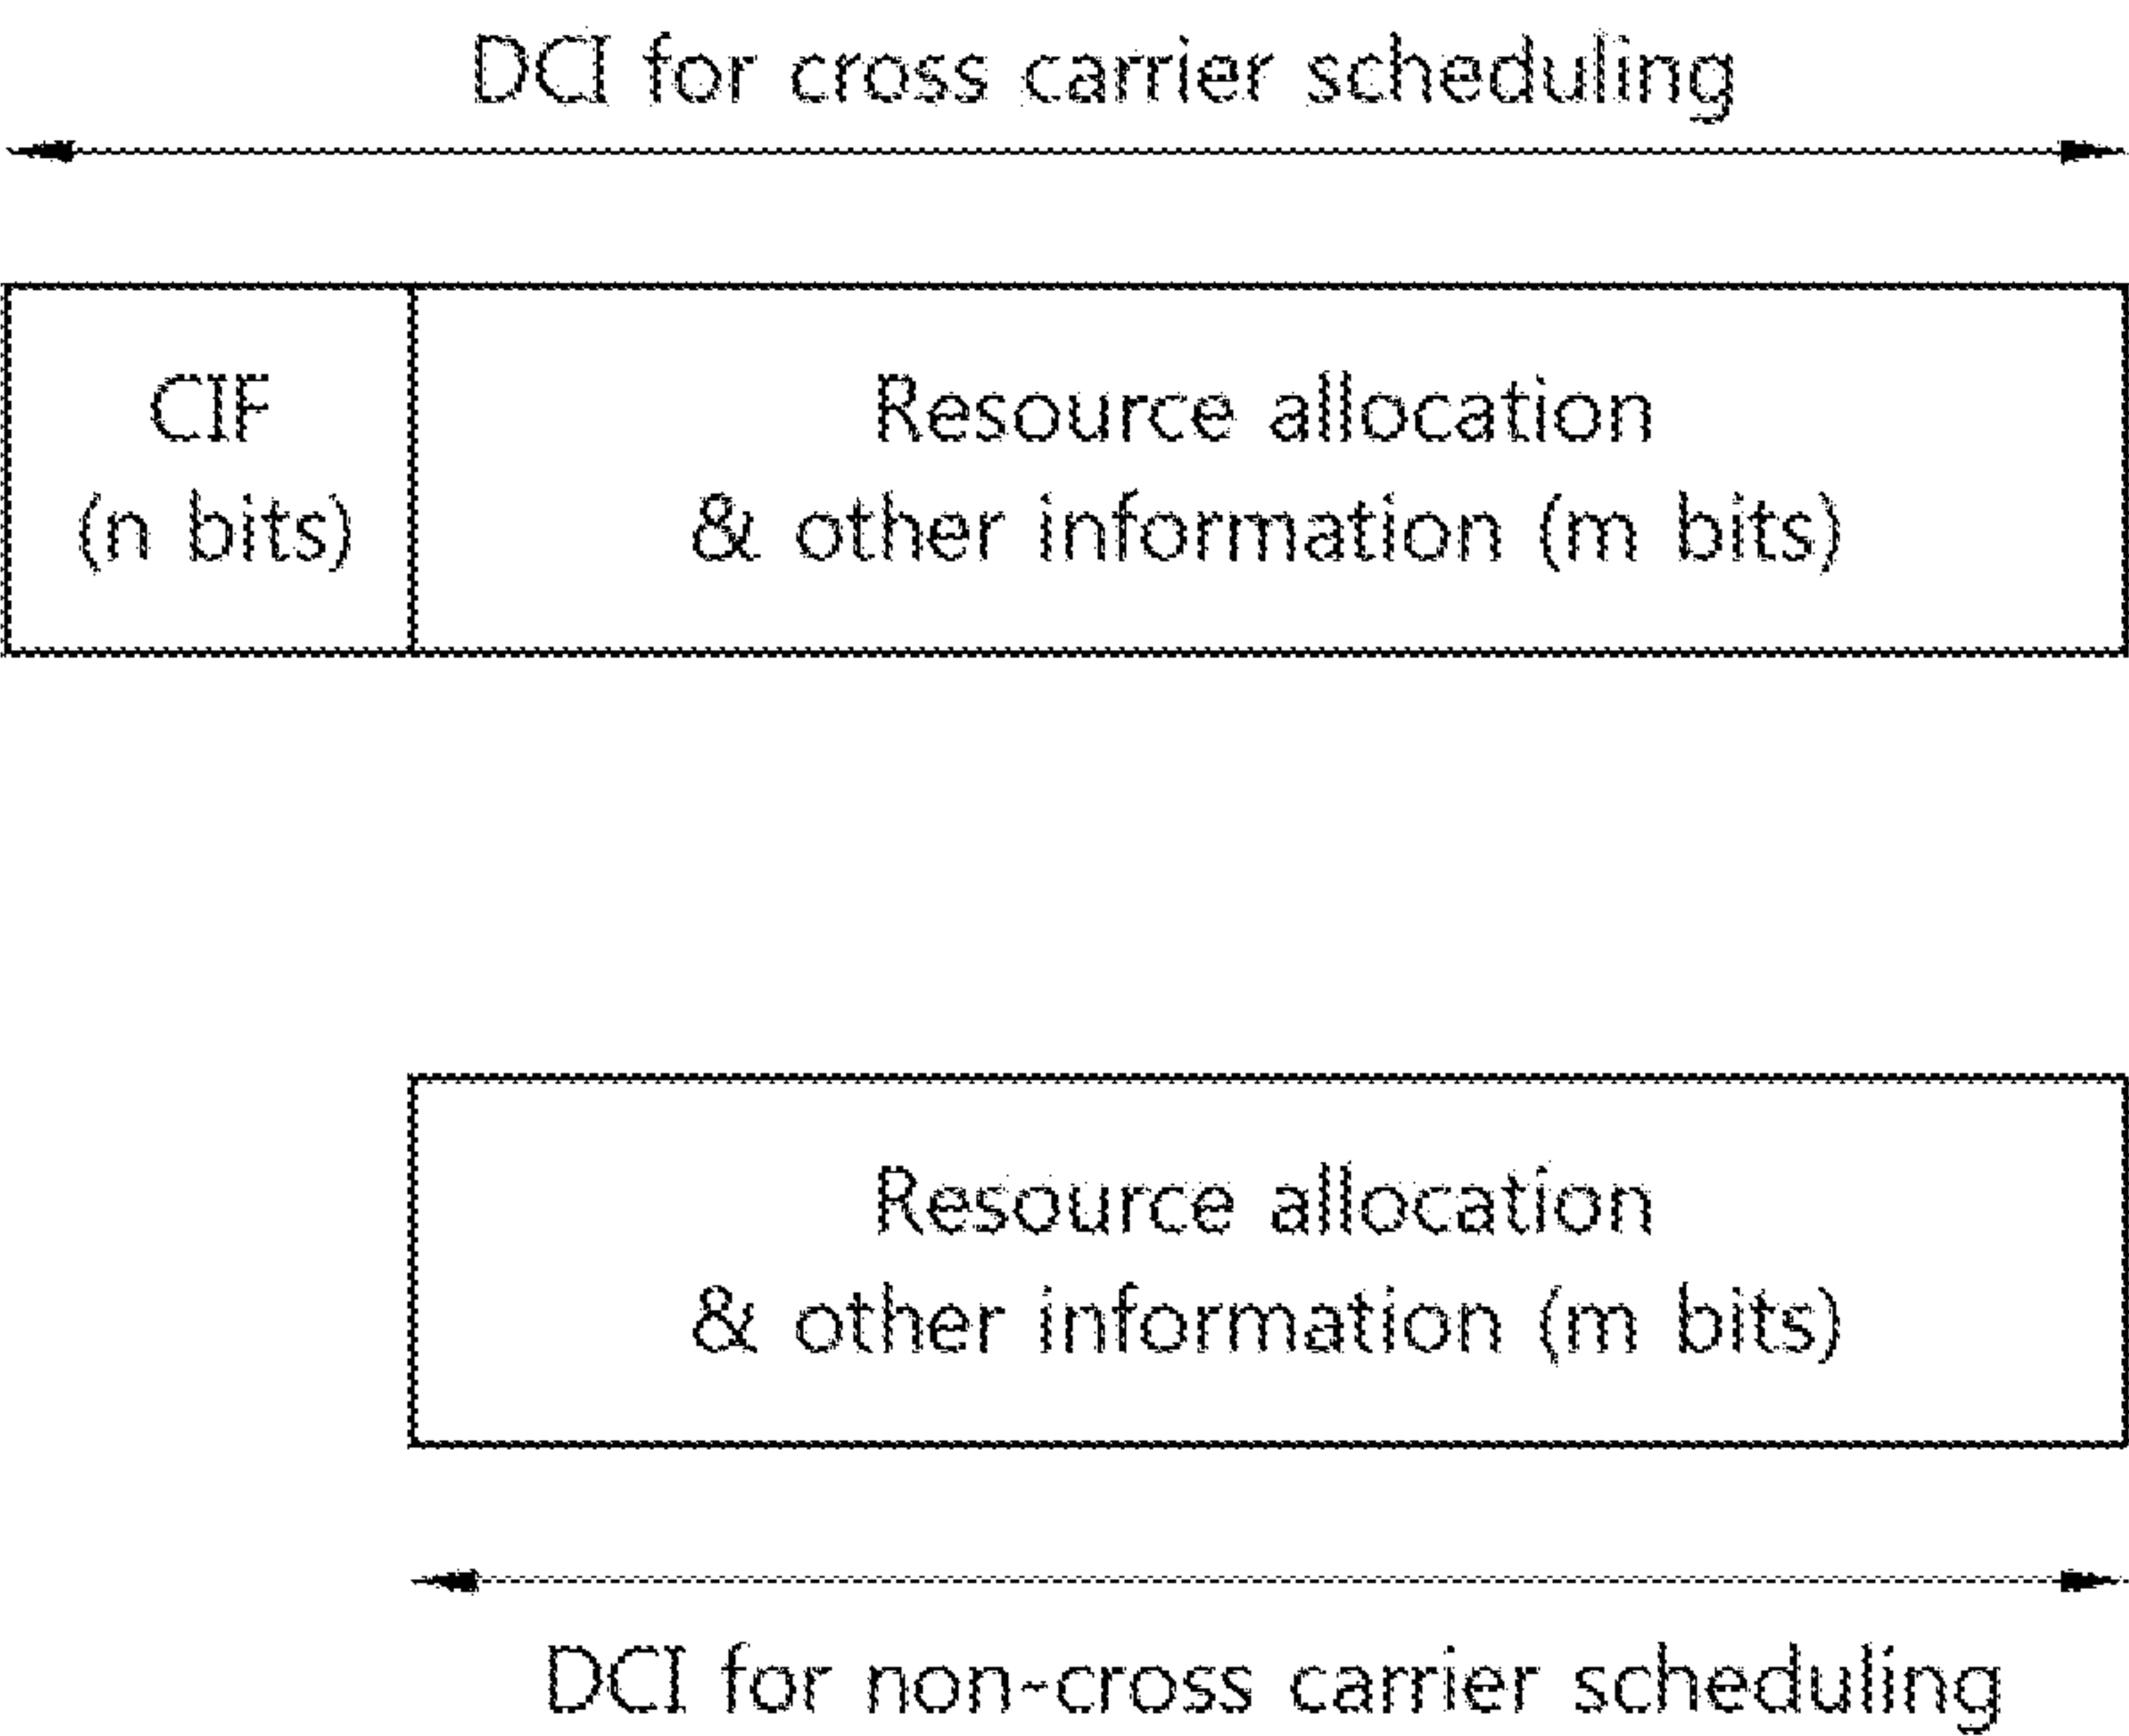 DCI for cross carrier scheduling
CIF
(n bits)
Resource allocation
& other information (m bits)
Resource allocation
& other information (m bits)
DCI for non-cross carrier scheduling